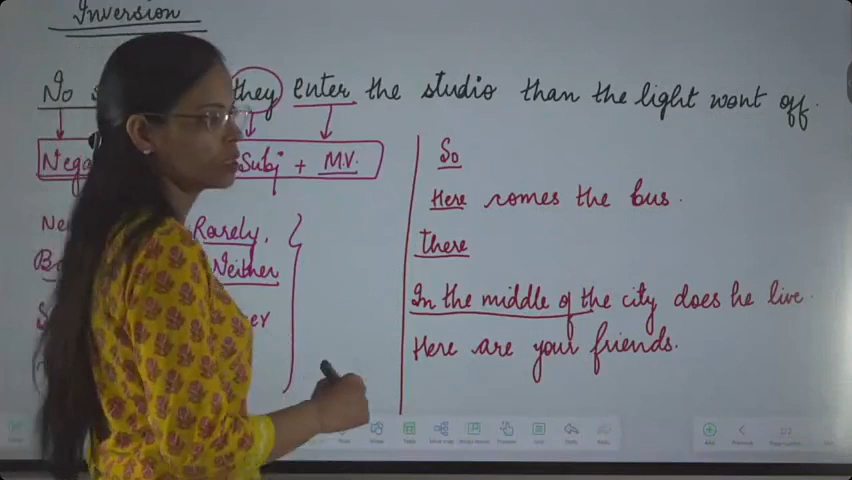 Inversion
No they enter the studio than the light went off.
Subj + M.V.
Rarely,
Neither
So
Here comes the bus.
there
In the middle of the city does he live.
Here are your friends.